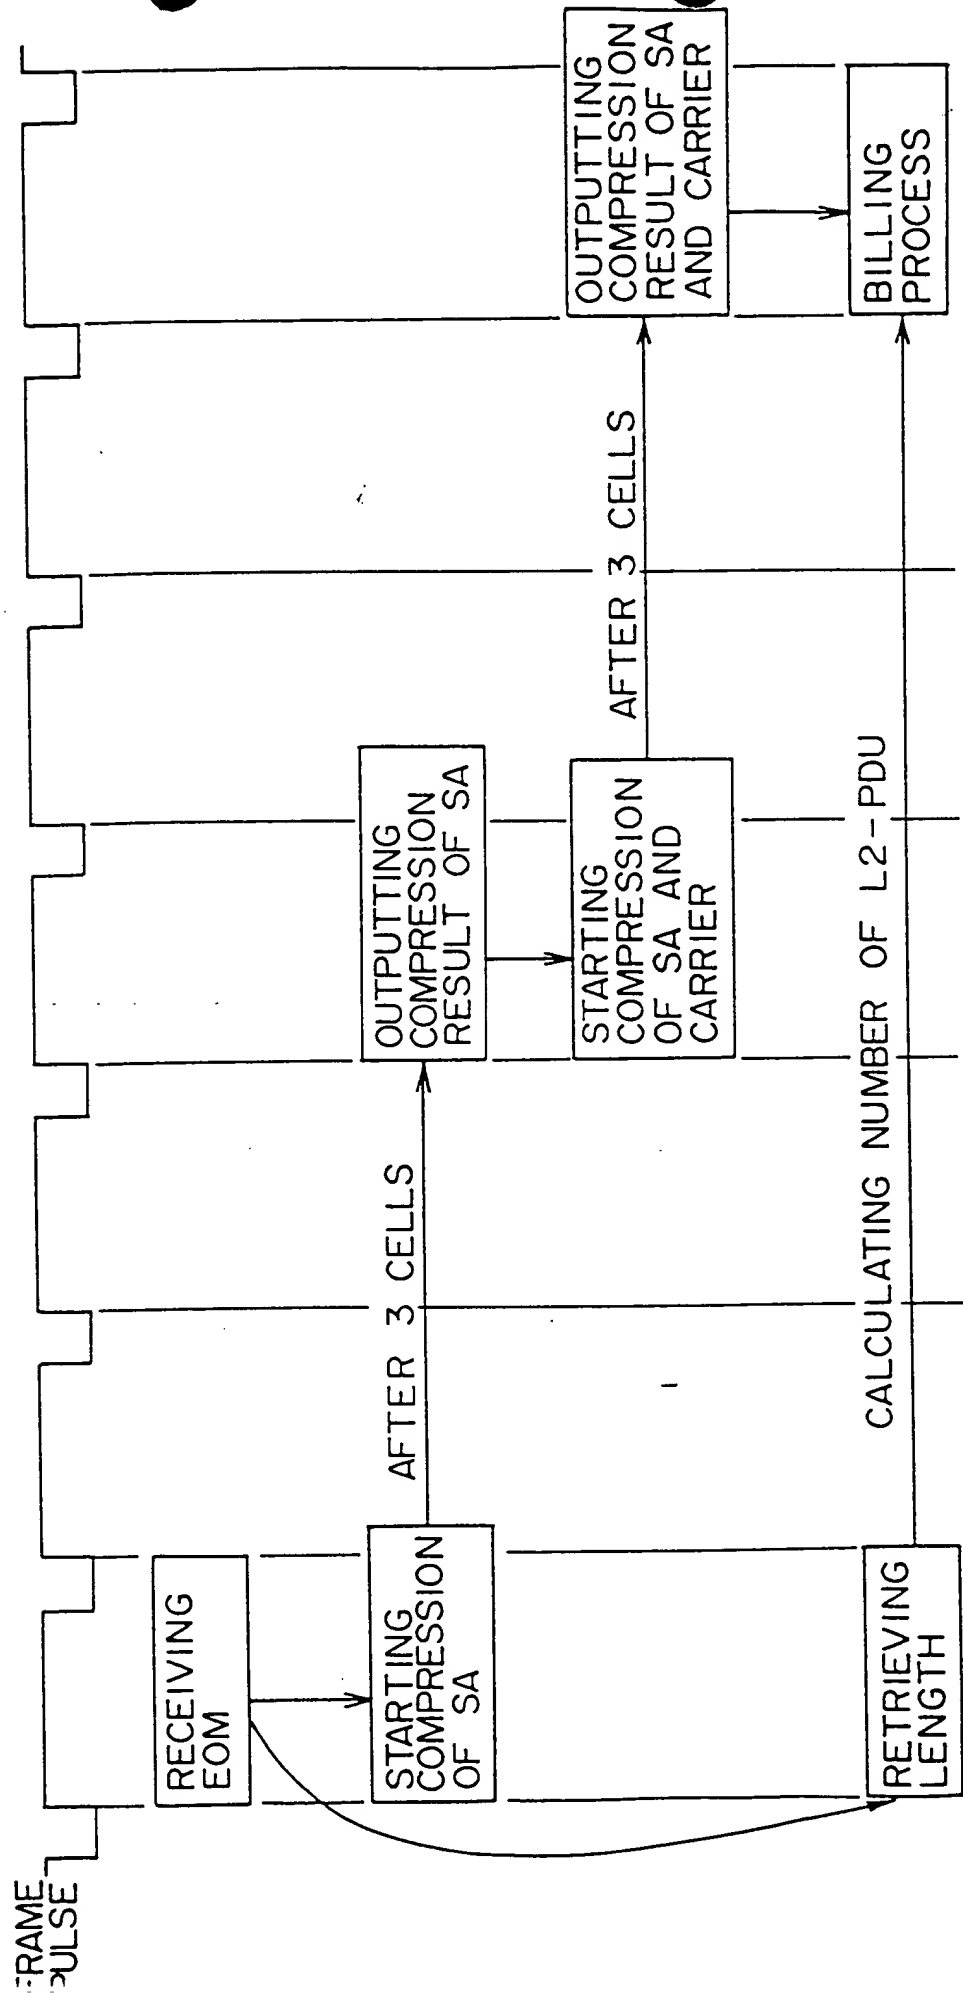 FRAME
PULSE
RECEIVING
EOM
STARTING
COMPRESSION
OF SA
AFTER 3 CELLS
OUTPUTTING
COMPRESSION
RESULT OF SA
STARTING
COMPRESSION
OF SA AND
CARRIER
AFTER 3 CELLS
OUTPUTTING
COMPRESSION
RESULT OF SA
AND CARRIER
RETRIEVING
LENGTH
CALCULATING NUMBER OF L2-PDU
BILLING
PROCESS